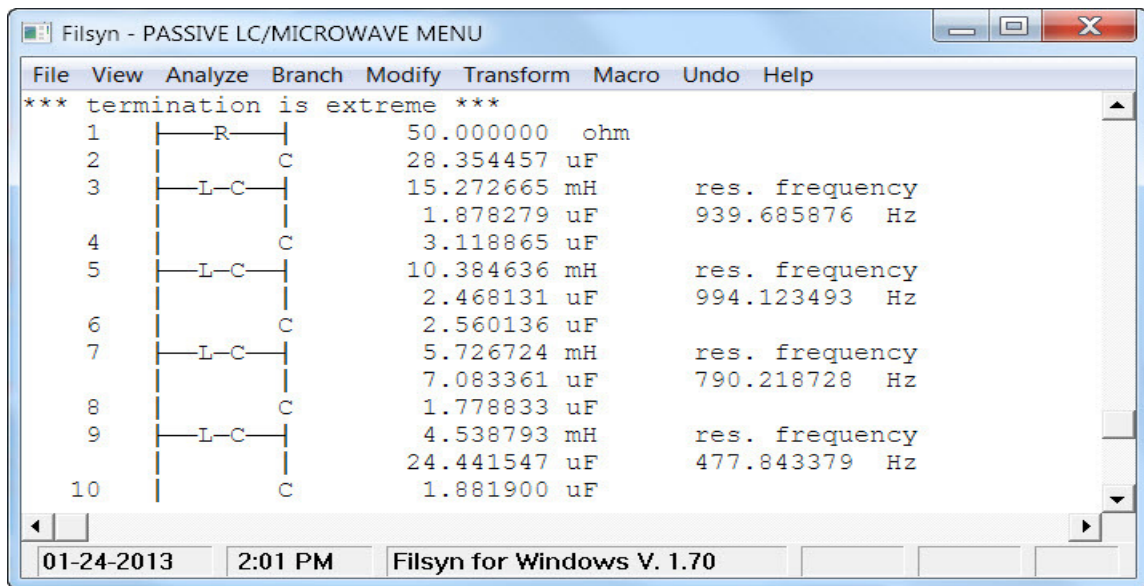 Filsyn - PASSIVE LC/MICROWAVE MENU
File View Analyze Branch Modify Transform Macro Undo Help
*** termination is extreme ***
1 R 50.000000 ohm
2 C 28.354457 uF
3 L-C 15.272665 mH res. frequency
1.878279 uF 939.685876 Hz
4 C 3.118865 uF
5 L-C 10.384636 mH res. frequency
2.468131 uF 994.123493 Hz
6 C 2.560136 uF
7 L-C 5.726724 mH res. frequency
7.083361 uF 790.218728 Hz
8 C 1.778833 uF
9 L-C 4.538793 mH res. frequency
24.441547 uF 477.843379 Hz
10 C 1.881900 uF
01-24-2013 2:01 PM Filsyn for Windows V. 1.70